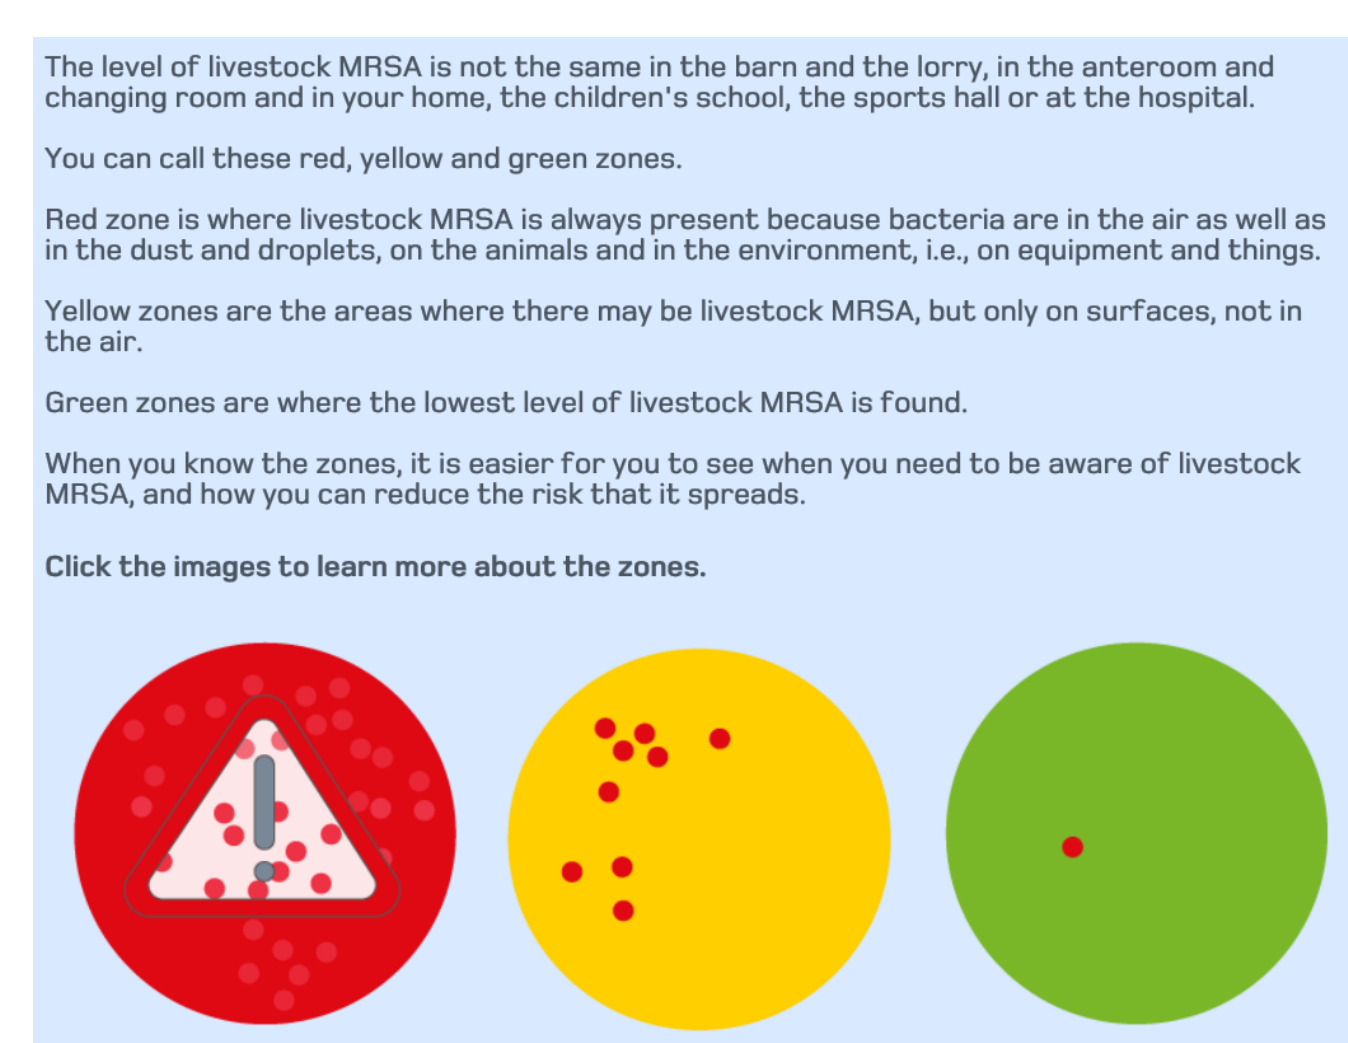 The level of livestock MRSA is not the same in the barn and the lorry, in the anteroom and
changing room and in your home, the children's school, the sports hall or at the hospital.
You can call these red, yellow and green zones.
Red zone is where livestock MRSA is always present because bacteria are in the air as well as
in the dust and droplets, on the animals and in the environment, i.e., on equipment and things.
Yellow zones are the areas where there may be livestock MRSA, but only on surfaces, not in
the air.
Green zones are where the lowest level of livestock MRSA is found.
When you know the zones, it is easier for you to see when you need to be aware of livestock
MRSA, and how you can reduce the risk that it spreads.
Click the images to learn more about the zones.